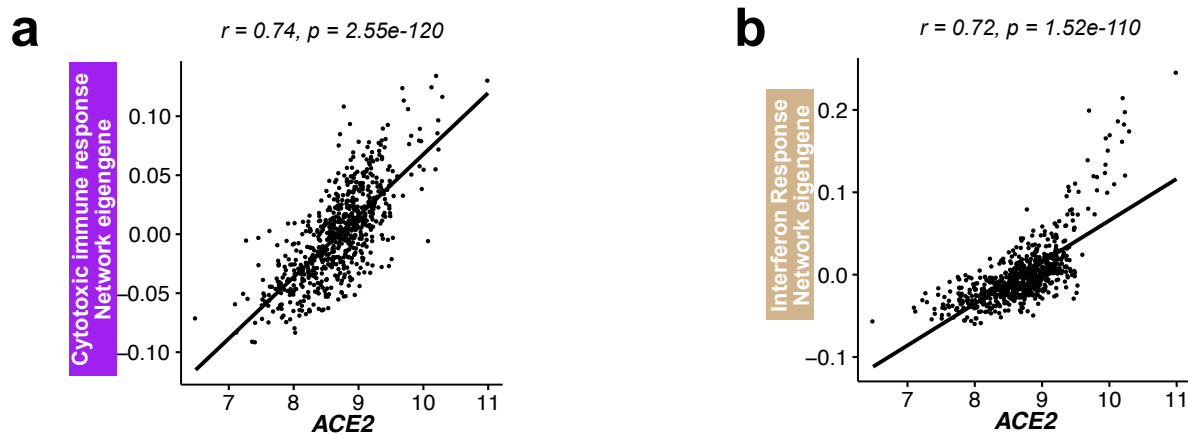 a
r = 0.74, p = 2.55e-120
Cytotoxic immune response
Network eigengene
0.10
0.05
0.00
−0.05
−0.10
7 8 9 10 11
ACE2
b
r = 0.72, p = 1.52e-110
Interferon Response
Network eigengene
0.2
0.1
0.0
−0.1
7 8 9 10 11
ACE2